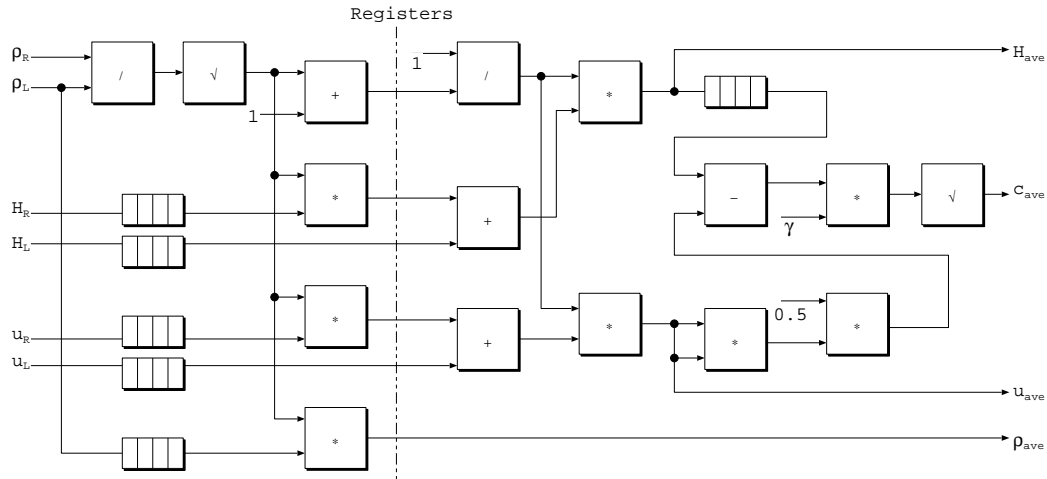 Registers
ρR
ρL
/
√
+
1
1
/
*
Have
HR
HL
*
+
−
γ
*
√
cave
uR
uL
*
+
*
*
0.5
*
uave
*
ρave